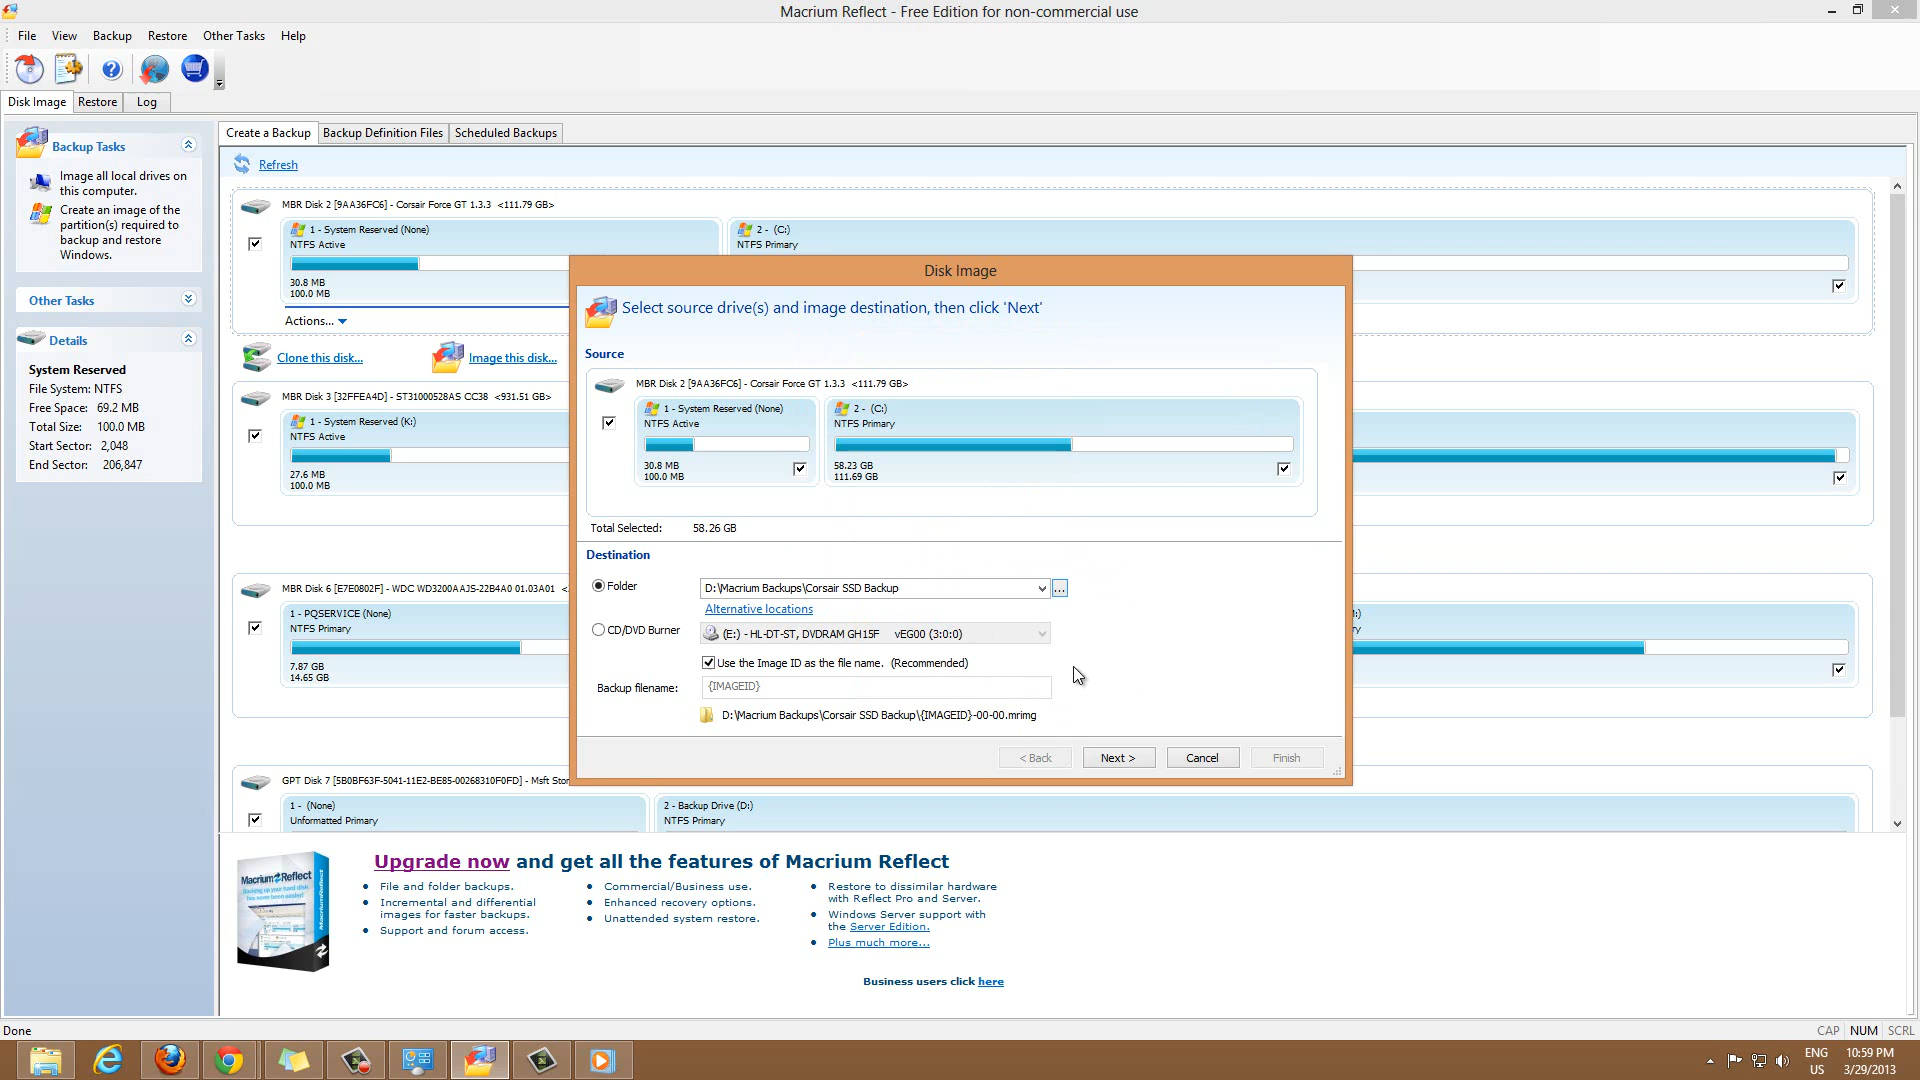 Macrium Reflect - Free Edition for non-commercial use
File View Backup Restore Other Tasks Help
Disk Image Restore Log
Create a Backup Backup Definition Files Scheduled Backups
Backup Tasks
Image all local drives on
this computer.
Create an image of the
partition(s) required to
backup and restore
Windows.
Other Tasks
Details
System Reserved
File System: NTFS
Free Space: 69.2 MB
Total Size: 100.0 MB
Start Sector: 2,048
End Sector: 206,847
Refresh
MBR Disk 2 [9AA36FC6] - Corsair Force GT 1.3.3 <111.79 GB>
1 - System Reserved (None)
NTFS Active
30.8 MB
100.0 MB
2 - (C:)
NTFS Primary
Actions...
Clone this disk... Image this disk...
MBR Disk 3 [32FFEA4D] - ST31000528AS CC38 <931.51 GB>
1 - System Reserved (K:)
NTFS Active
27.6 MB
100.0 MB
MBR Disk 6 [E7E0802F] - WDC WD3200AAJS-22B4A0 01.03A01 <
1 - PQSERVICE (None)
NTFS Primary
7.87 GB
14.65 GB
GPT Disk 7 [5B0BF63F-5041-11E2-BE85-00268310F0FD] - Msft Stor
1 - (None)
Unformatted Primary
2 - Backup Drive (D:)
NTFS Primary
Disk Image
Select source drive(s) and image destination, then click 'Next'
Source
MBR Disk 2 [9AA36FC6] - Corsair Force GT 1.3.3 <111.79 GB>
1 - System Reserved (None)
NTFS Active
30.8 MB
100.0 MB
2 - (C:)
NTFS Primary
58.23 GB
111.69 GB
Total Selected: 58.26 GB
Destination
Folder D:\Macrium Backups\Corsair SSD Backup ...
Alternative locations
CD/DVD Burner (E:) - HL-DT-ST, DVDRAM GH15F vEG00 (3:0:0)
Use the Image ID as the file name. (Recommended)
Backup filename: {IMAGEID}
D:\Macrium Backups\Corsair SSD Backup\{IMAGEID}-00-00.mrimg
< Back Next > Cancel Finish
Upgrade now and get all the features of Macrium Reflect
File and folder backups.
Incremental and differential
images for faster backups.
Support and forum access.
Commercial/Business use.
Enhanced recovery options.
Unattended system restore.
Restore to dissimilar hardware
with Reflect Pro and Server.
Windows Server support with
the Server Edition.
Plus much more...
Business users click here
Macrium Reflect
Done
CAP NUM SCRL
ENG
US
10:59 PM
3/29/2013